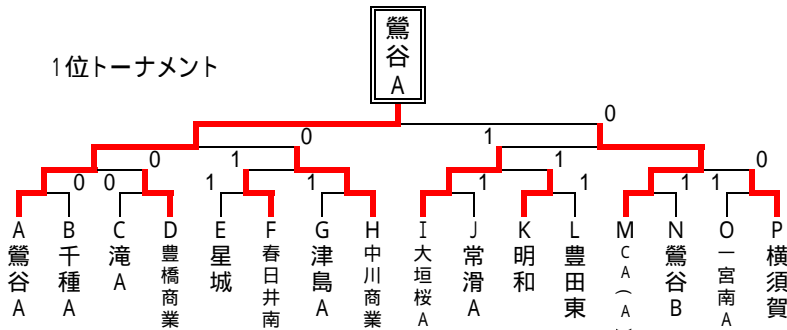 鶯谷A
1位トーナメント
0
0
1
0
1
1
0
0 0
1
1
1
1
1
1
A 鶯谷A
B 千種A
C 滝A
D 豊橋商業
E 星城
F 春日井南
G 津島A
H 中川商業
I 大垣桜A
J 常滑A
K 明和
L 豊田東
M CA(A
N 鶯谷B
O 一宮南A
P 横須賀